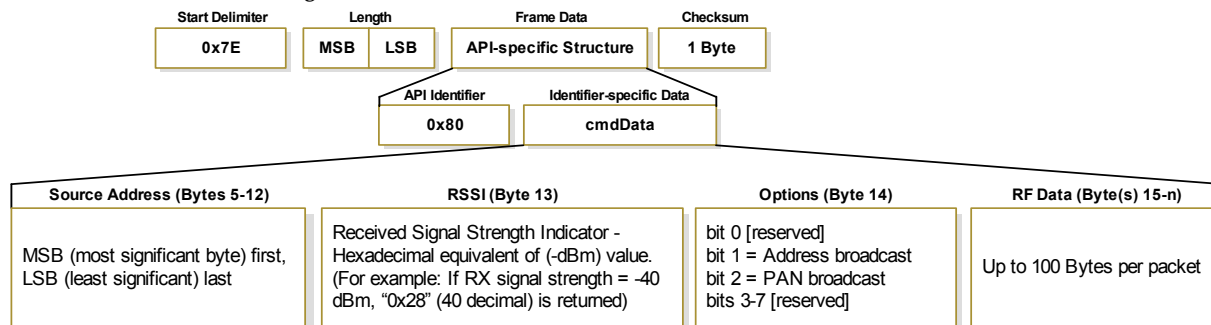 Start Delimiter Length Frame Data Checksum
0x7E MSB LSB API-specific Structure 1 Byte
API Identifier Identifier-specific Data
0x80 cmdData
Source Address (Bytes 5-12)
MSB (most significant byte) first,
LSB (least significant) last
RSSI (Byte 13)
Received Signal Strength Indicator -
Hexadecimal equivalent of (-dBm) value.
(For example: If RX signal strength = -40
dBm, “0x28” (40 decimal) is returned)
Options (Byte 14)
bit 0 [reserved]
bit 1 = Address broadcast
bit 2 = PAN broadcast
bits 3-7 [reserved]
RF Data (Byte(s) 15-n)
Up to 100 Bytes per packet